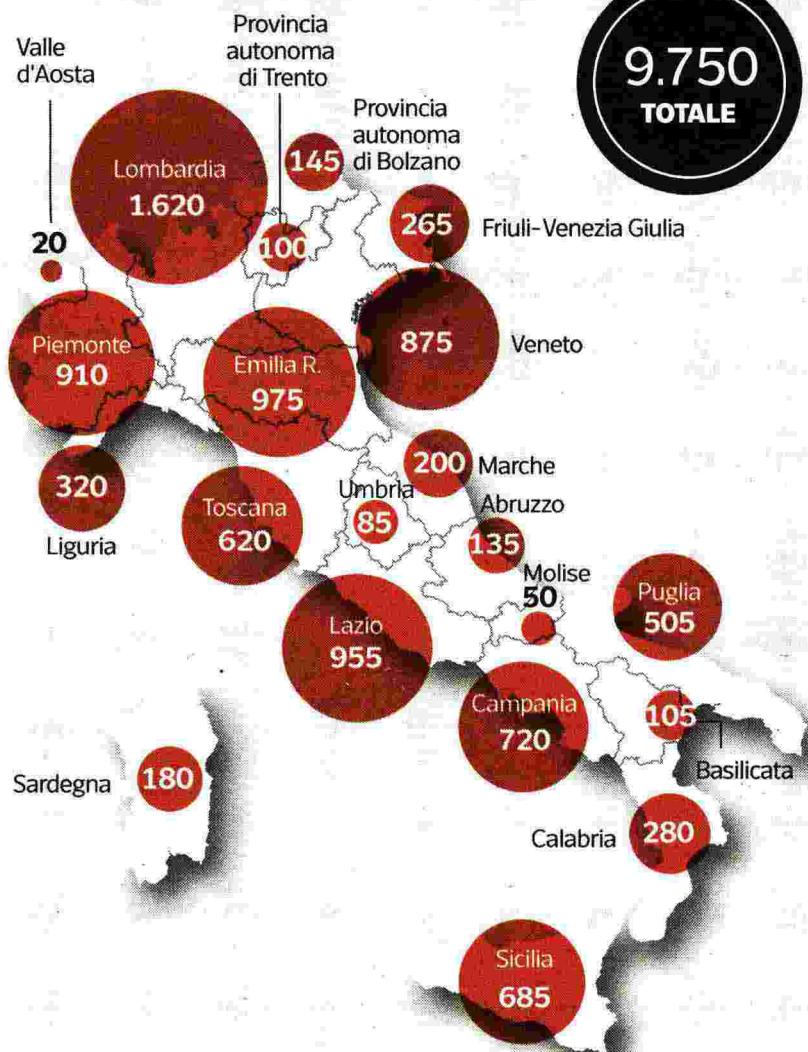 9.750
TOTALE
Valle
d'Aosta
20
Provincia
autonoma
di Trento
100
Provincia
autonoma
di Bolzano
145
Lombardia
1.620
265
Friuli-Venezia Giulia
Piemonte
910
Emilia R.
975
875
Veneto
320
Liguria
Toscana
620
Umbria
85
200
Marche
Abruzzo
135
Molise
50
Puglia
505
Lazio
955
Campania
720
105
Basilicata
Sardegna
180
Calabria
280
Sicilia
685